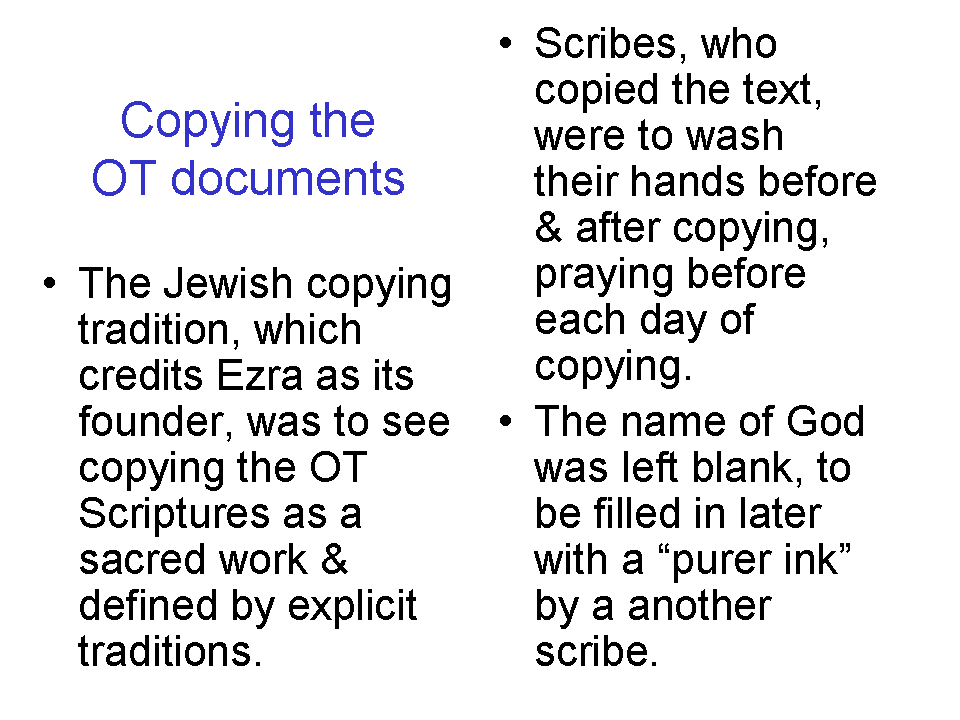 Copying the
OT documents
• The Jewish copying
tradition, which
credits Ezra as its
founder, was to see
copying the OT
Scriptures as a
sacred work &
defined by explicit
traditions.
• Scribes, who
copied the text,
were to wash
their hands before
& after copying,
praying before
each day of
copying.
• The name of God
was left blank, to
be filled in later
with a “purer ink”
by a another
scribe.